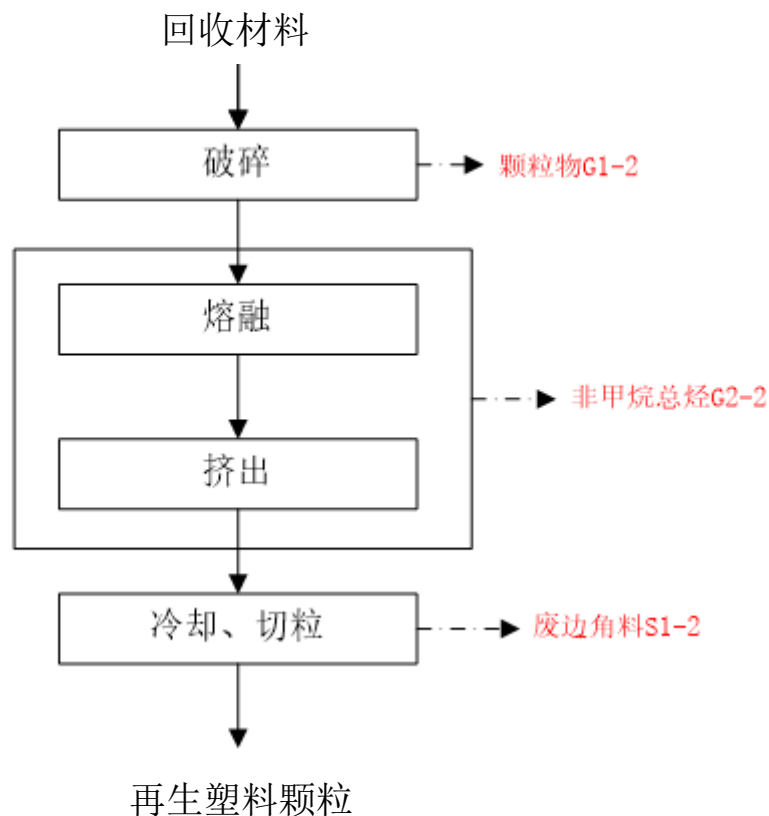 回收材料
破碎
颗粒物G1-2
熔融
非甲烷总烃G2-2
挤出
冷却、切粒
废边角料S1-2
再生塑料颗粒